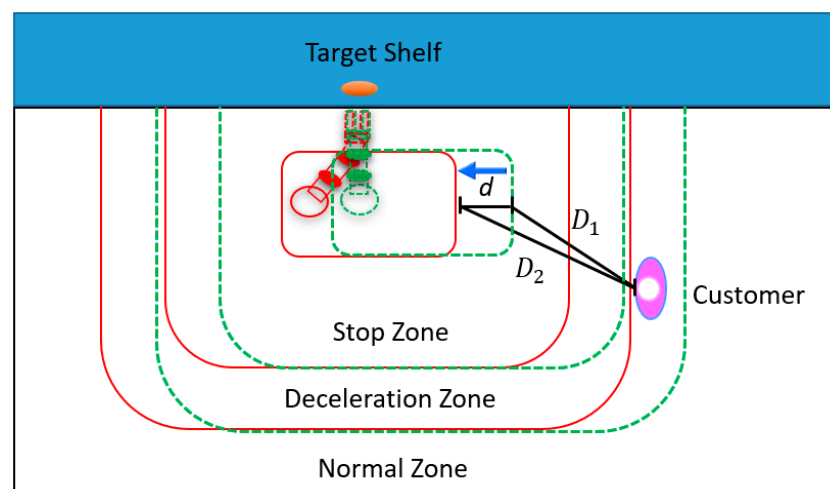 Target Shelf
d
D₁
D₂
Customer
Stop Zone
Deceleration Zone
Normal Zone